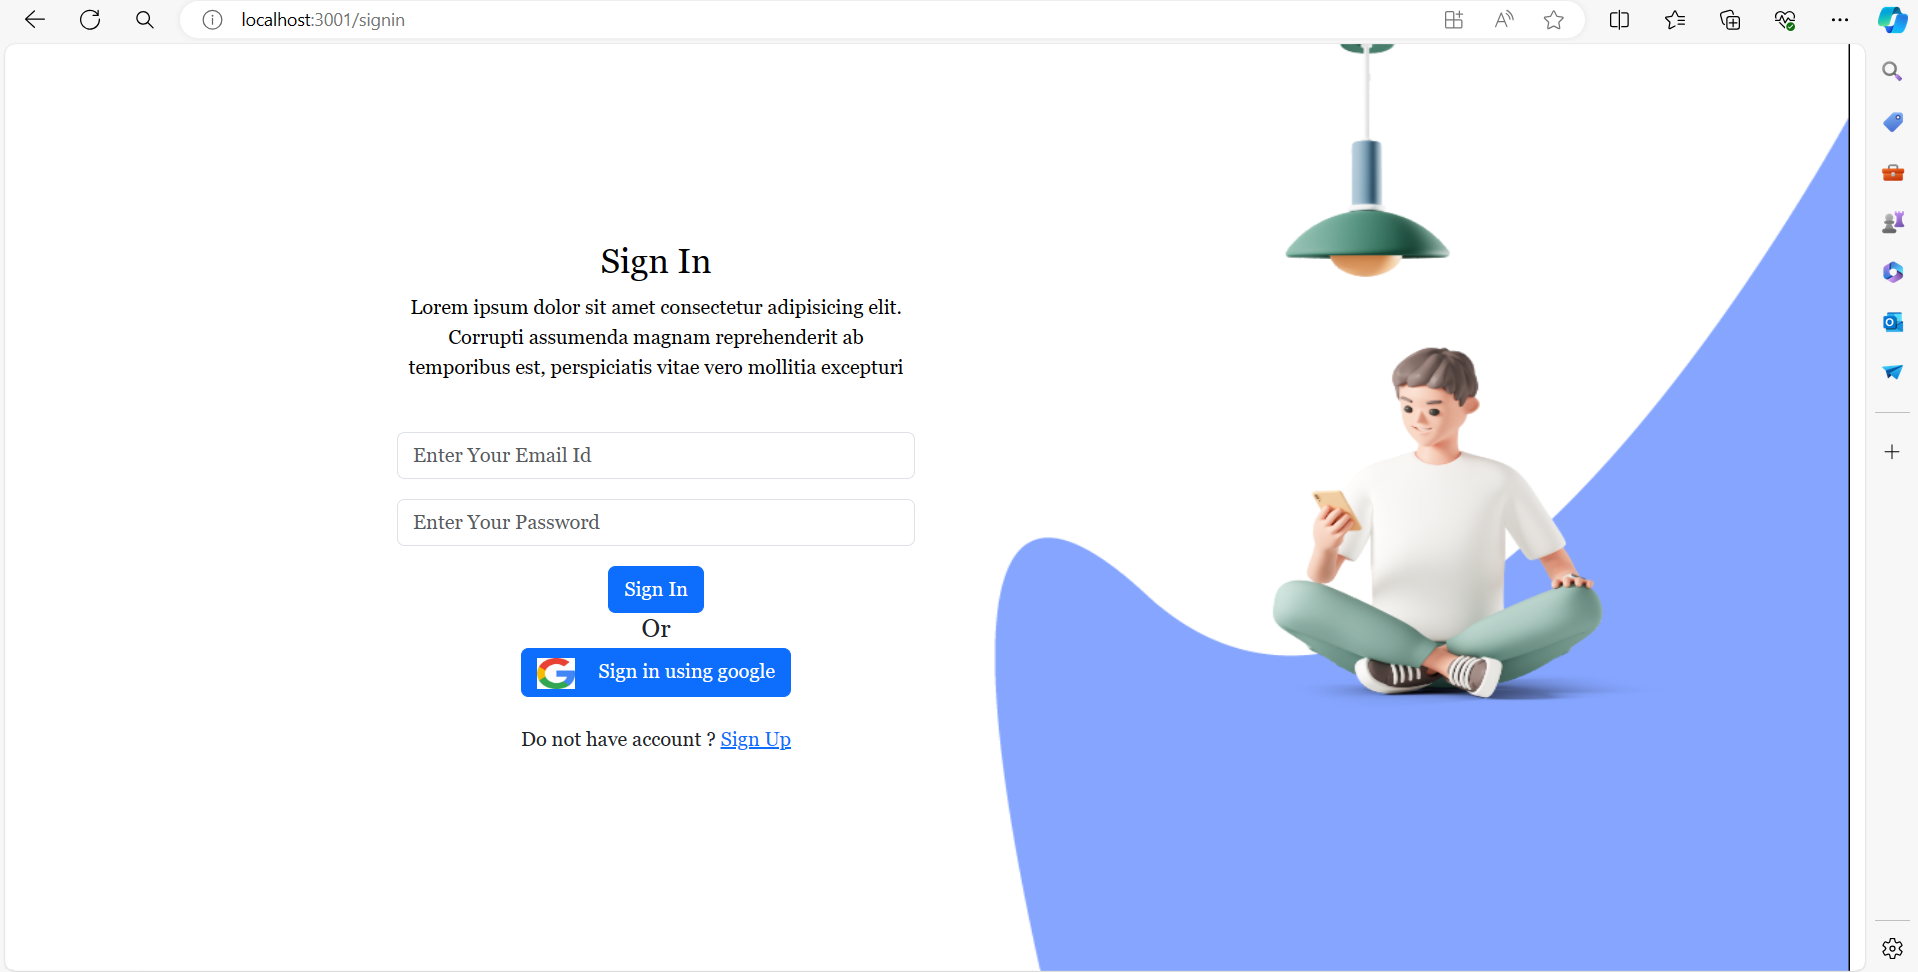 localhost:3001/signin
Sign In
Lorem ipsum dolor sit amet consectetur adipisicing elit.
Corrupti assumenda magnam reprehenderit ab
temporibus est, perspiciatis vitae vero mollitia excepturi
Enter Your Email Id
Enter Your Password
Sign In
Or
Sign in using google
Do not have account ? Sign Up